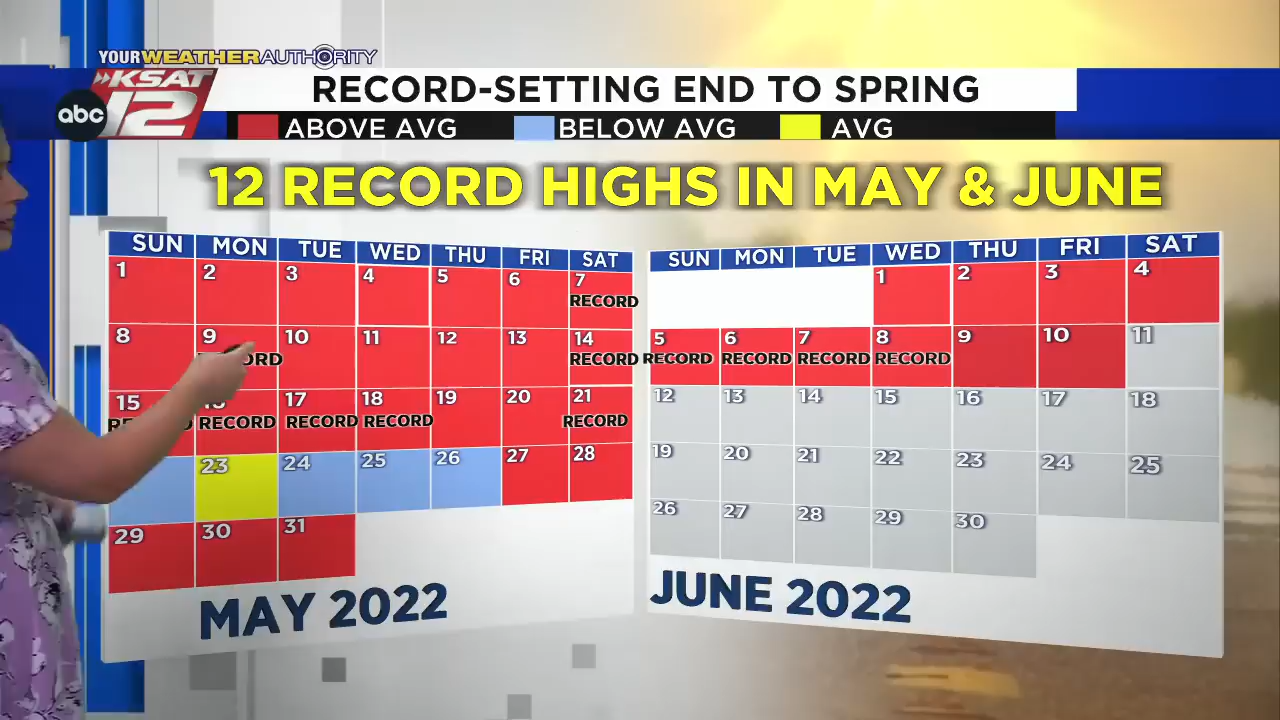 YOUR WEATHER AUTHORITY
KSAT
abc 12
RECORD-SETTING END TO SPRING
ABOVE AVG BELOW AVG AVG
12 RECORD HIGHS IN MAY & JUNE
SUN MON TUE WED THU FRI SAT
1 2 3 4 5 6 7
RECORD
8 9 10 11 12 13 14
RECORD
15 17 18 19 20 21
RECORD RECORD RECORD RECORD
23 24 25 26 27 28
29 30 31
MAY 2022
SUN MON TUE WED THU FRI SAT
1 2 3 4
5 6 7 8 9 10 11
RECORD RECORD RECORD RECORD
12 13 14 15 16 17 18
19 20 21 22 23 24 25
26 27 28 29 30
JUNE 2022